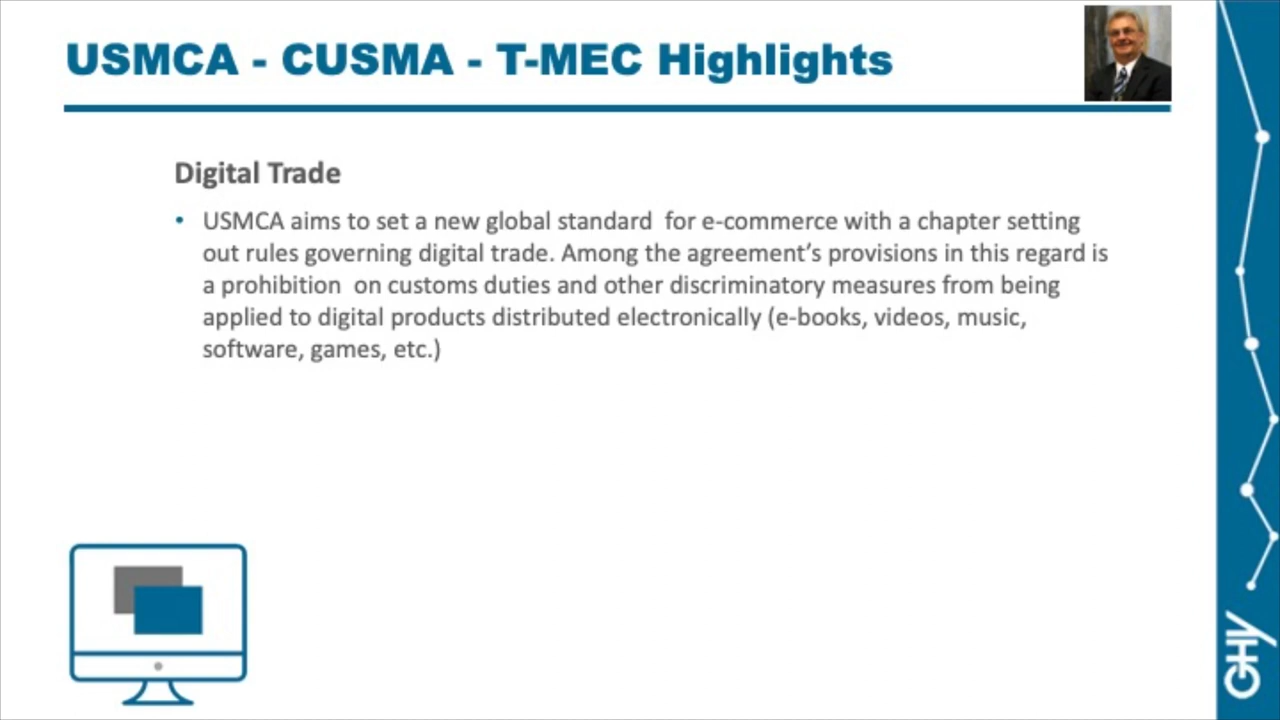 USMCA - CUSMA - T-MEC Highlights
Digital Trade
• USMCA aims to set a new global standard  for e-commerce with a chapter setting
out rules governing digital trade. Among the agreement’s provisions in this regard is
a prohibition  on customs duties and other discriminatory measures from being
applied to digital products distributed electronically (e-books, videos, music,
software, games, etc.)
GHY